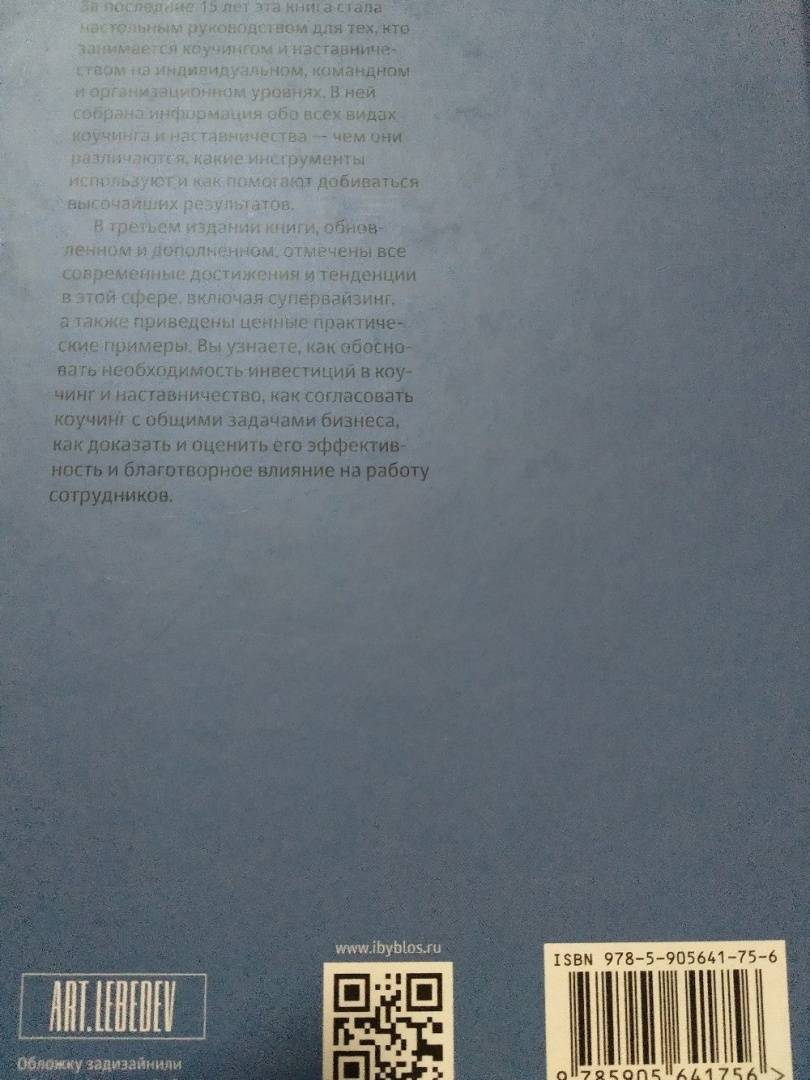 За последние 15 лет эта книга стала
настольным руководством для тех, кто
занимается коучингом и наставниче-
ством на индивидуальном, командном
и организационном уровнях. В ней
собрана информация обо всех видах
коучинга и наставничества — чем они
различаются, какие инструменты
используют и как помогают добиваться
высочайших результатов.
В третьем издании книги, обнов-
ленном и дополненном, отмечены все
современные достижения и тенденции
в этой сфере, включая супервайзинг,
а также приведены ценные практиче-
ские примеры. Вы узнаете, как обосно-
вать необходимость инвестиций в коу-
чинг и наставничество, как согласовать
коучинг с общими задачами бизнеса,
как доказать и оценить его эффектив-
ность и благотворное влияние на работу
сотрудников.
www.ibyblos.ru
ISBN 978-5-905641-75-6
ART.LEBEDEV
Обложку задизайнили
9 785905 641756 >